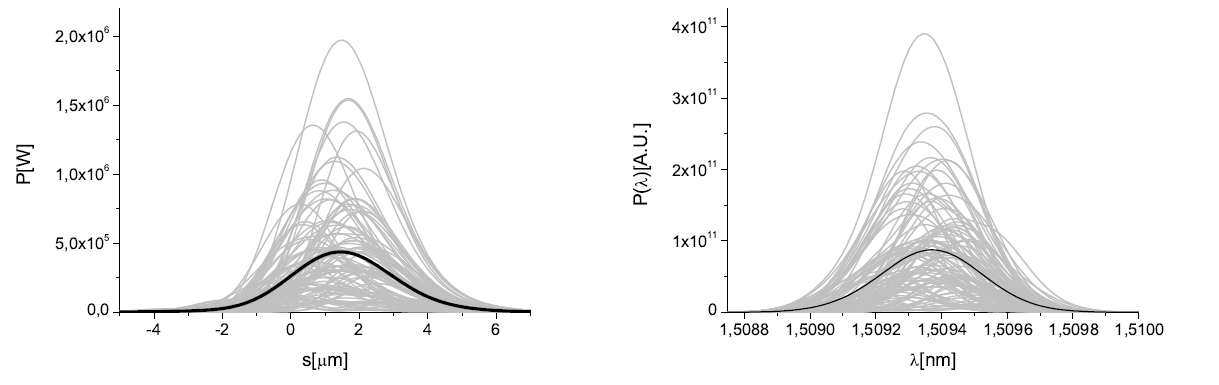 2,0x10⁶
1,5x10⁶
1,0x10⁶
5,0x10⁵
0,0
P[W]
-4 -2 0 2 4 6
s[μm]
4x10¹¹
3x10¹¹
2x10¹¹
1x10¹¹
0
P(λ)[A.U.]
1,5088 1,5090 1,5092 1,5094 1,5096 1,5098 1,5100
λ[nm]